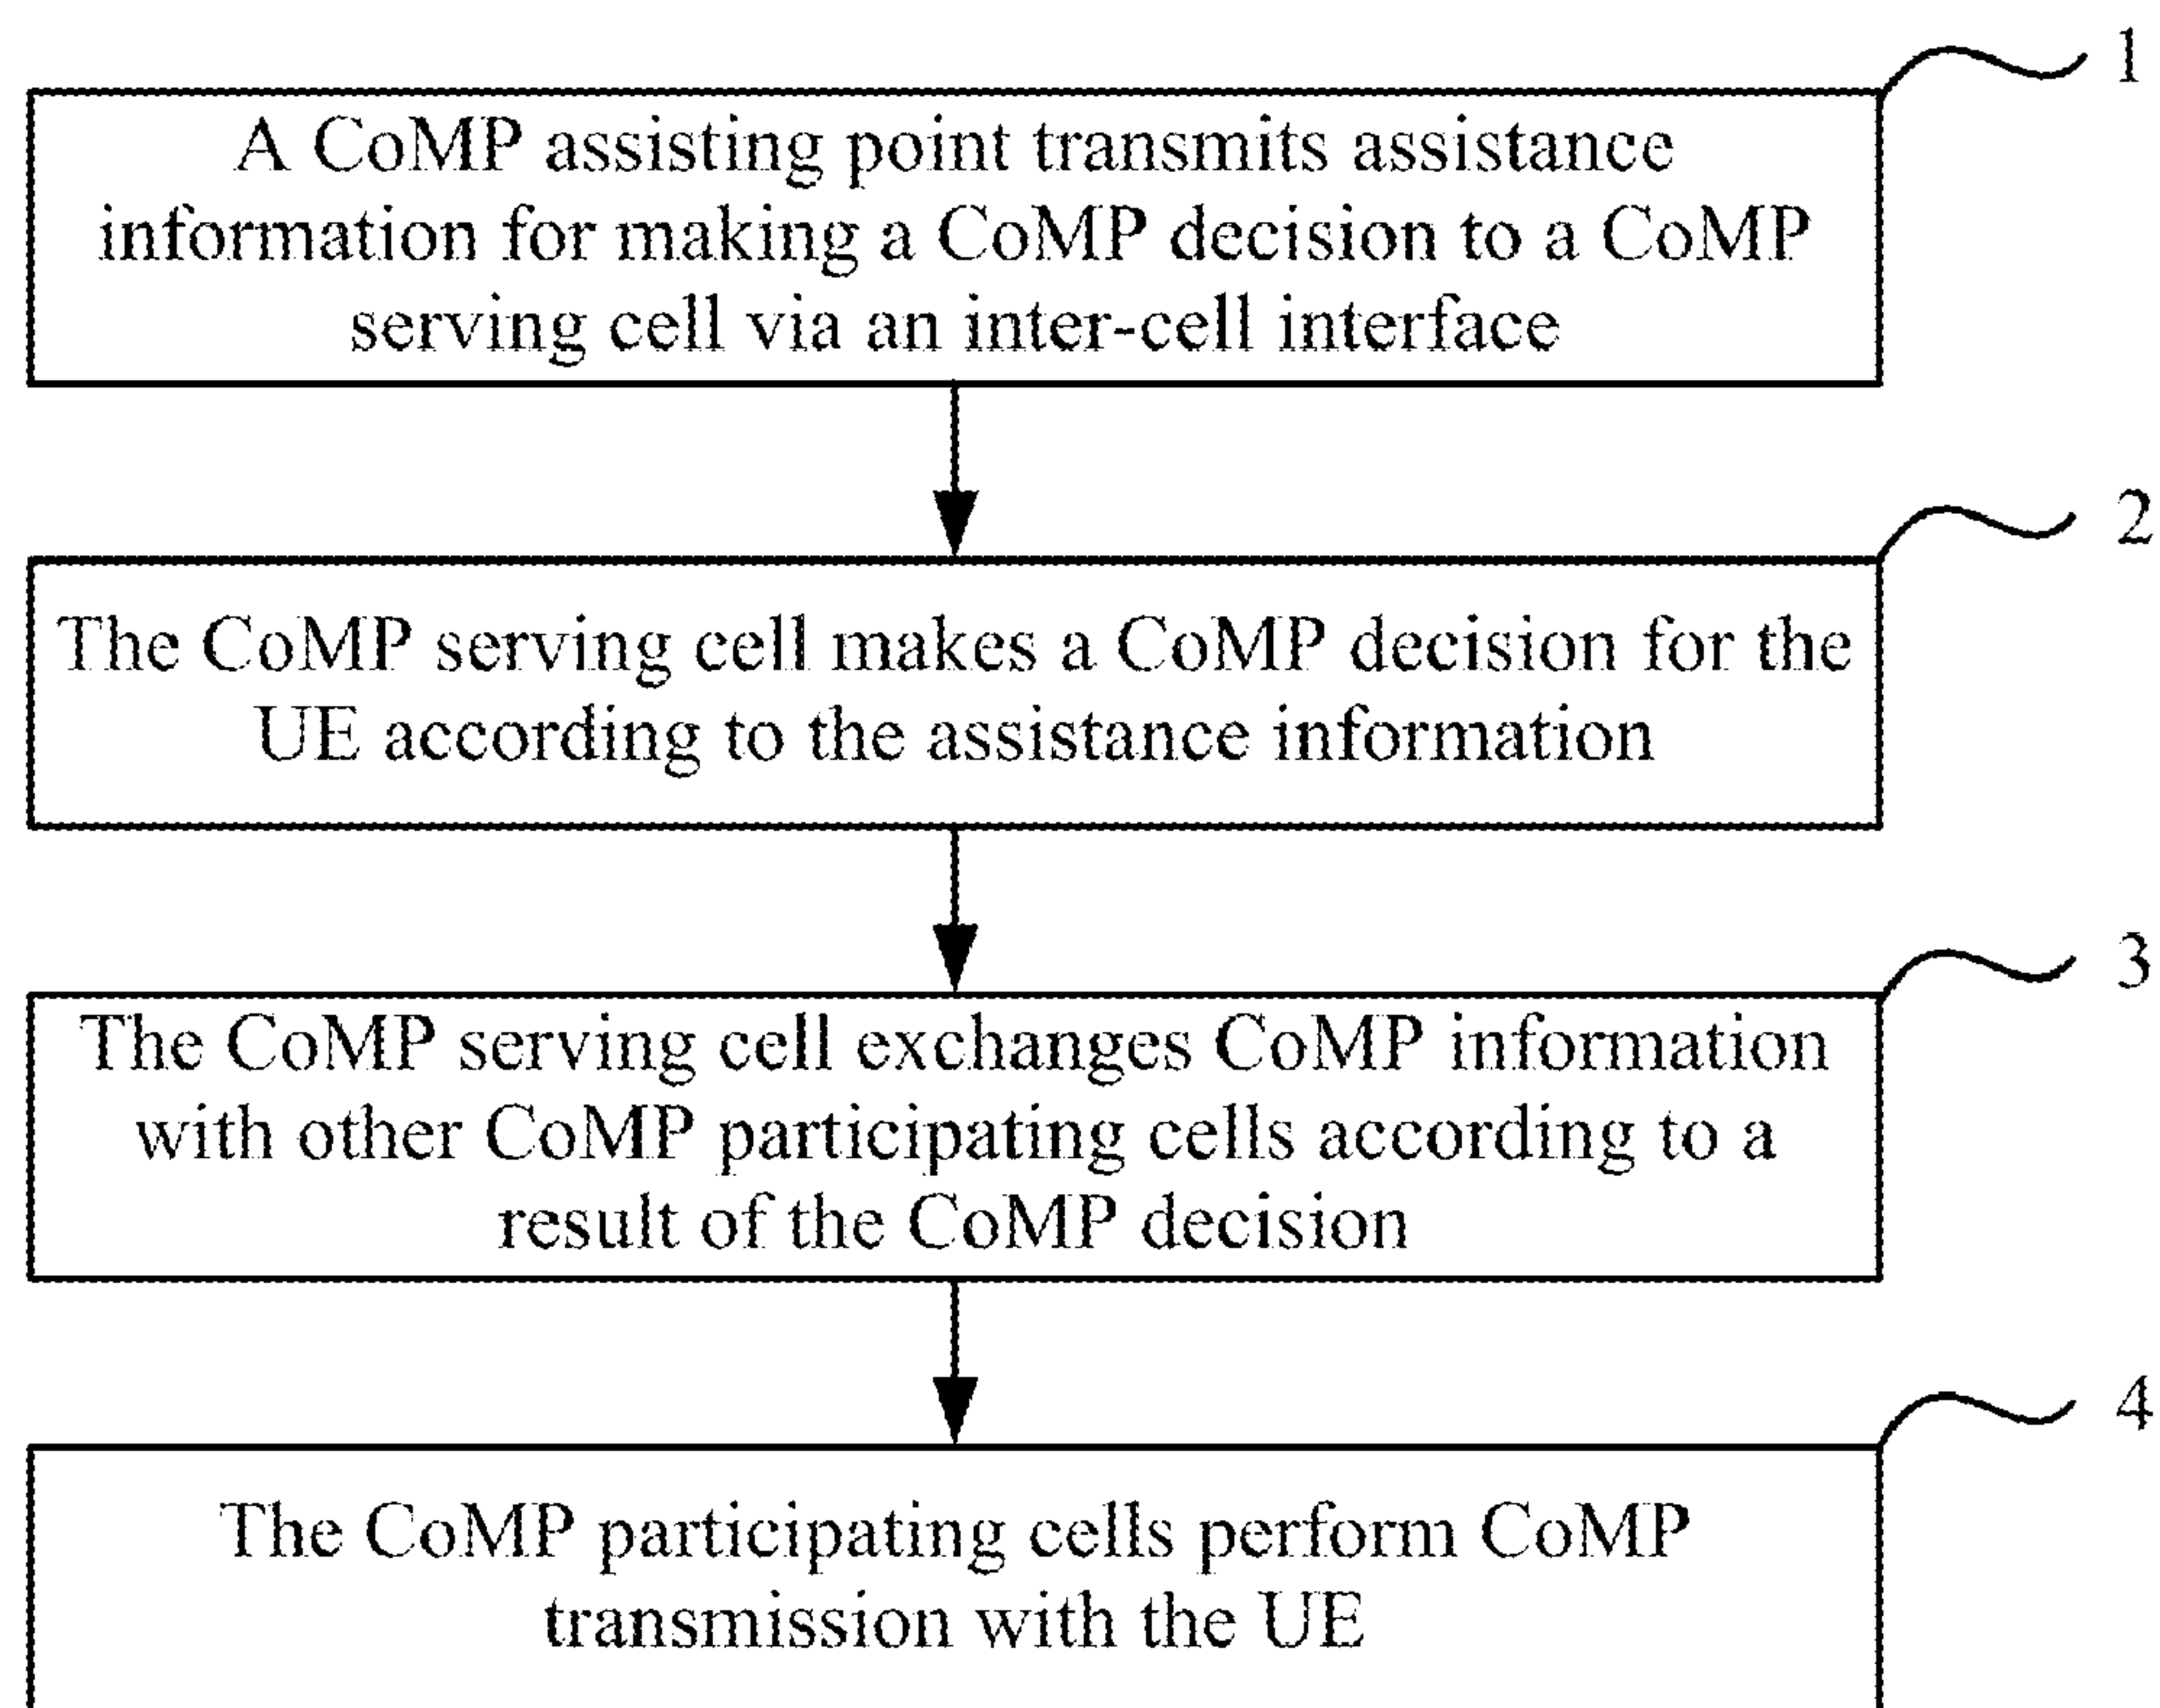 1
A CoMP assisting point transmits assistance
information for making a CoMP decision to a CoMP
serving cell via an inter-cell interface
2
The CoMP serving cell makes a CoMP decision for the
UE according to the assistance information
3
The CoMP serving cell exchanges CoMP information
with other CoMP participating cells according to a
result of the CoMP decision
4
The CoMP participating cells perform CoMP
transmission with the UE